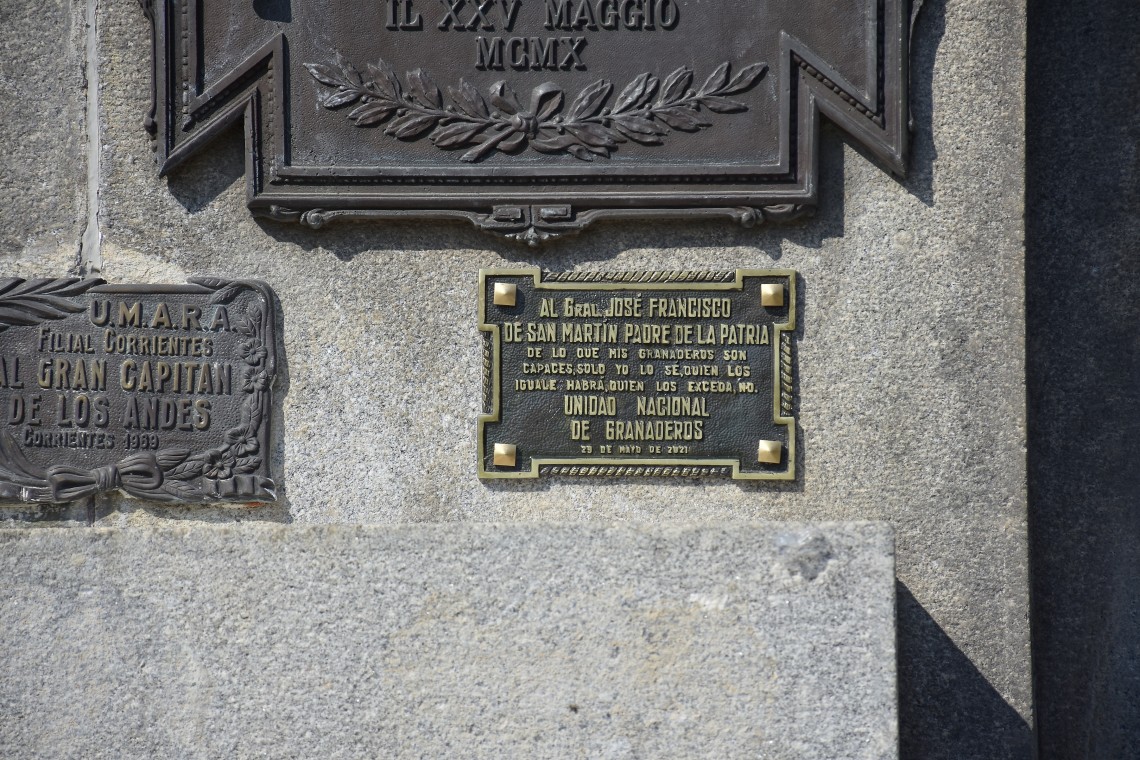 IL XXV MAGGIO
MCMX
U.M.A.R.A.
FILIAL CORRIENTES
AL GRAN CAPITAN
DE LOS ANDES
CORRIENTES 1969
AL GRAL. JOSÉ FRANCISCO
DE SAN MARTÍN PADRE DE LA PATRIA
DE LO QUE MIS GRANADEROS SON
CAPACES,SOLO YO LO SÉ,QUIEN LOS
IGUALE HABRÁ,QUIEN LOS EXCEDA,NO.
UNIDAD NACIONAL
DE GRANADEROS
29 DE MAYO DE 2021